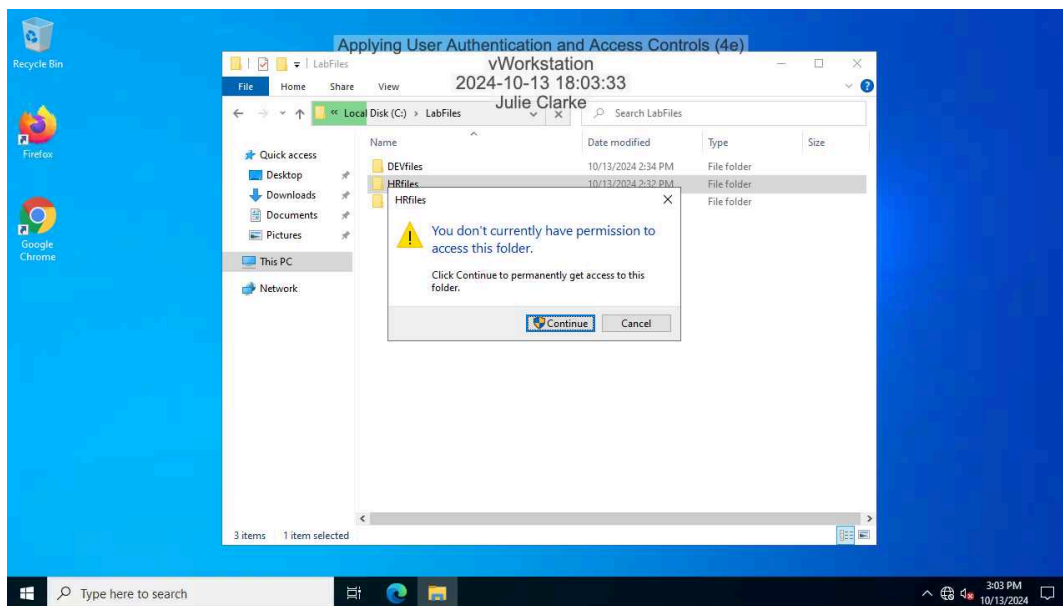 Applying User Authentication and Access Controls (4e)
vWorkstation
2024-10-13 18:03:33
Julie Clarke
Recycle Bin
Firefox
Google
Chrome
LabFiles
File Home Share View
« Local Disk (C:) › LabFiles
Search LabFiles
Name Date modified Type Size
Quick access
Desktop
Downloads
Documents
Pictures
This PC
Network
DEVfiles 10/13/2024 2:34 PM File folder
HRfiles 10/13/2024 2:32 PM File folder
File folder
HRfiles
You don't currently have permission to
access this folder.
Click Continue to permanently get access to this
folder.
Continue Cancel
3 items 1 item selected
Type here to search
3:03 PM
10/13/2024